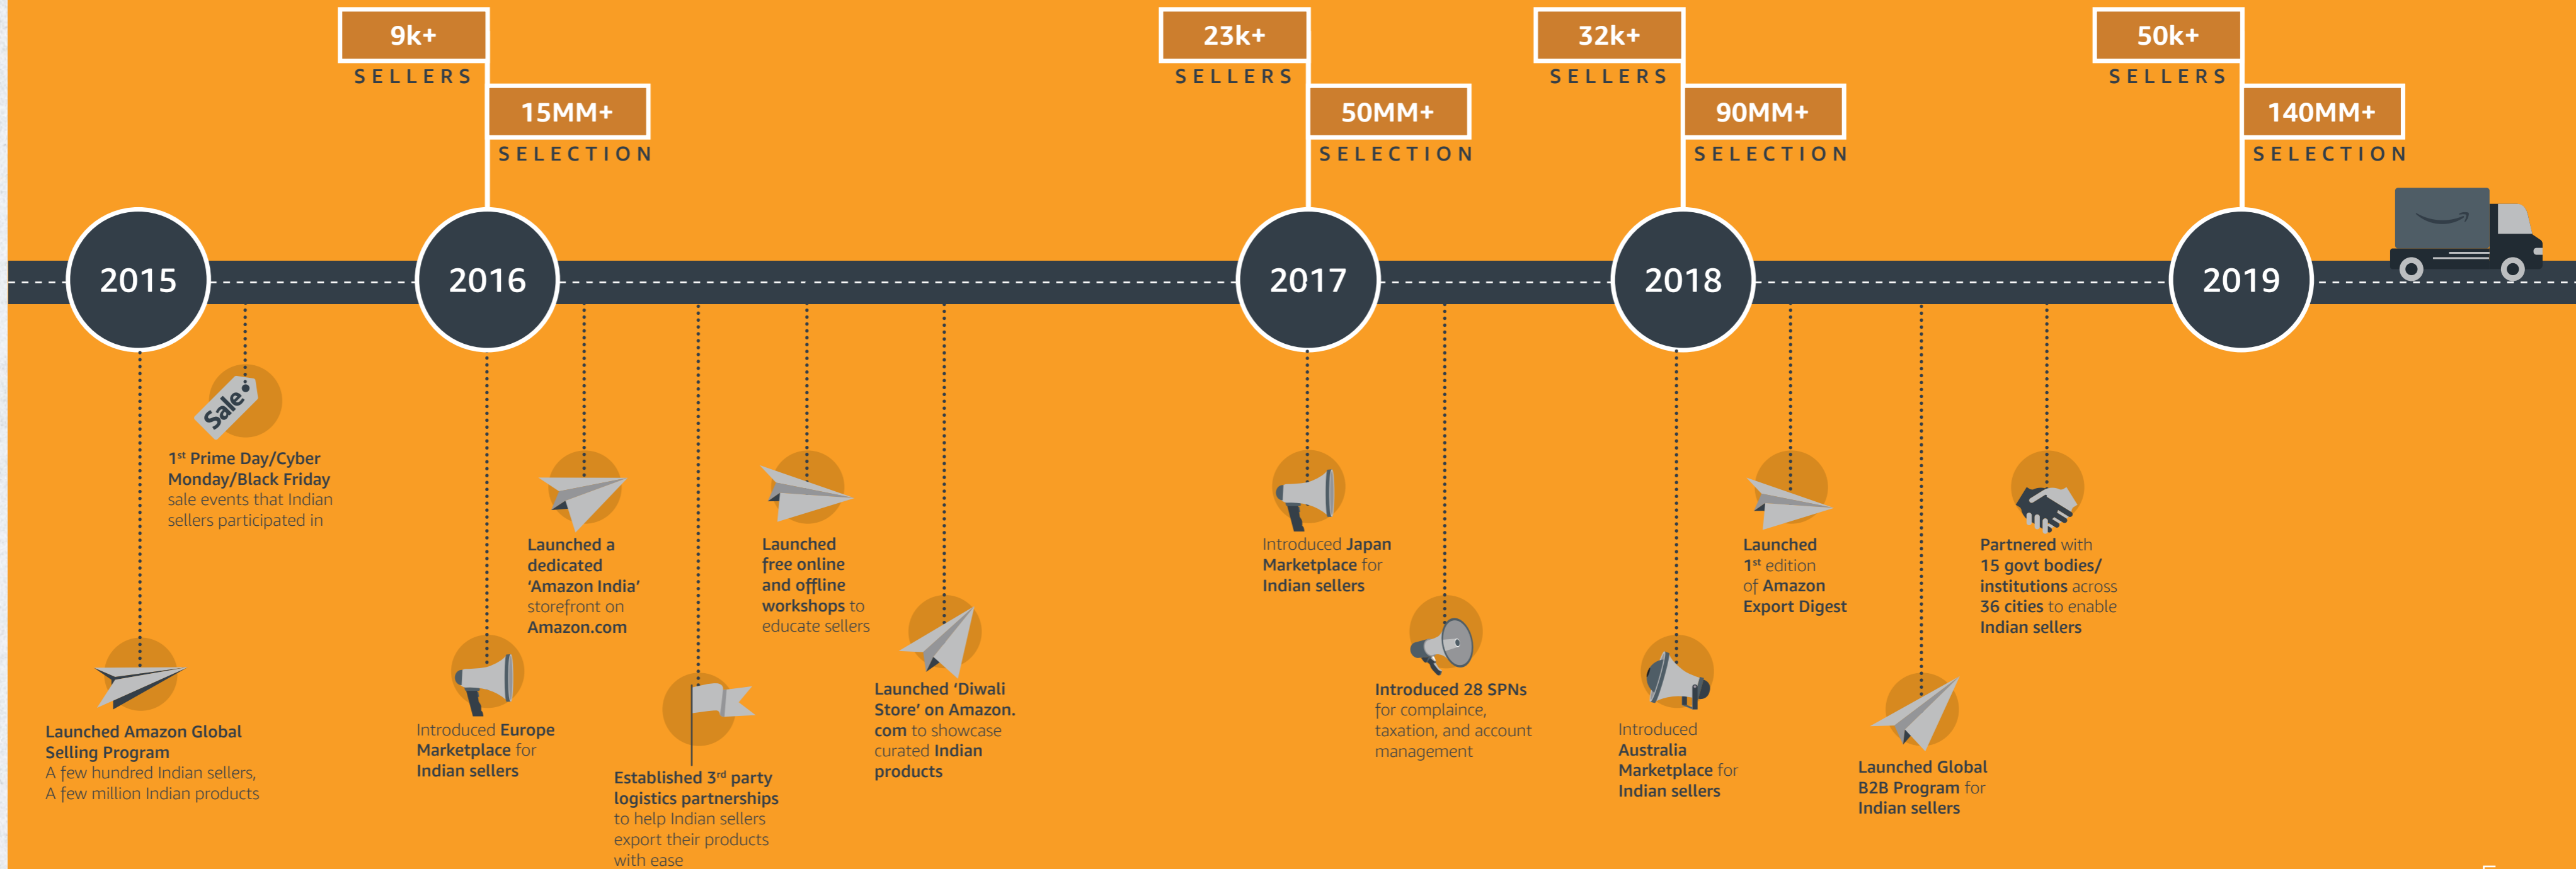 9k+
SELLERS
15MM+
SELECTION
23k+
SELLERS
50MM+
SELECTION
32k+
SELLERS
90MM+
SELECTION
50k+
SELLERS
140MM+
SELECTION
2015
2016
2017
2018
2019
Sale
1st Prime Day/Cyber
Monday/Black Friday
sale events that Indian
sellers participated in
Launched Amazon Global
Selling Program
A few hundred Indian sellers,
A few million Indian products
Introduced Europe
Marketplace for
Indian sellers
Launched a
dedicated
‘Amazon India’
storefront on
Amazon.com
Established 3rd party
logistics partnerships
to help Indian sellers
export their products
with ease
Launched
free online
and offline
workshops to
educate sellers
Launched ‘Diwali
Store’ on Amazon.
com to showcase
curated Indian
products
Introduced Japan
Marketplace for
Indian sellers
Introduced 28 SPNs
for complaince,
taxation, and account
management
Introduced
Australia
Marketplace for
Indian sellers
Launched
1st edition
of Amazon
Export Digest
Launched Global
B2B Program for
Indian sellers
Partnered with
15 govt bodies/
institutions across
36 cities to enable
Indian sellers